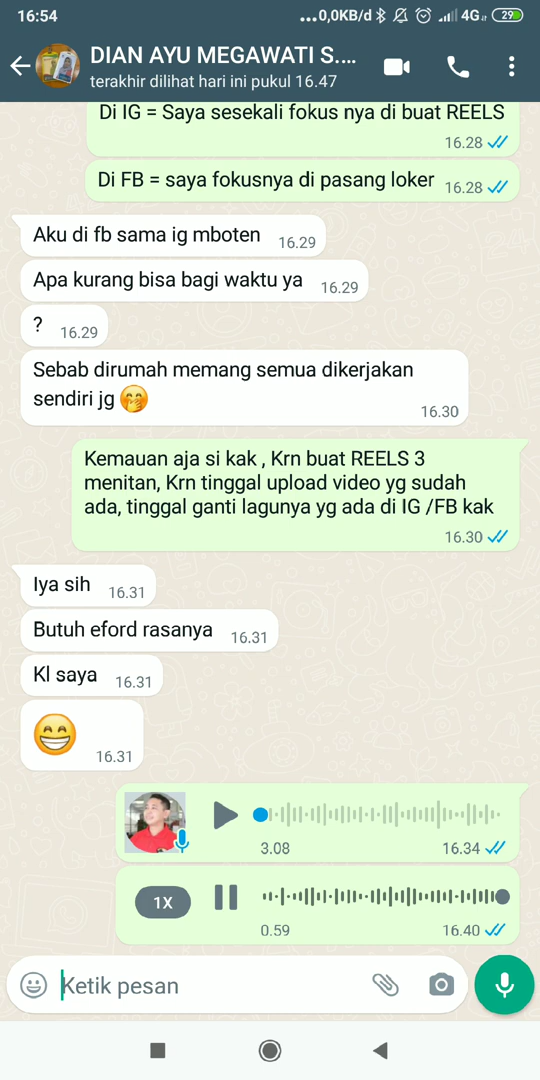 16:54
...0,0KB/d
4G
29
DIAN AYU MEGAWATI S....
terakhir dilihat hari ini pukul 16.47
Di IG = Saya sesekali fokus nya di buat REELS
16.28
Di FB = saya fokusnya di pasang loker
16.28
Aku di fb sama ig mboten
16.29
Apa kurang bisa bagi waktu ya
16.29
?
16.29
Sebab dirumah memang semua dikerjakan
sendiri jg 🤭
16.30
Kemauan aja si kak , Krn buat REELS 3
menitan, Krn tinggal upload video yg sudah
ada, tinggal ganti lagunya yg ada di IG /FB kak
16.30
Iya sih
16.31
Butuh eford rasanya
16.31
Kl saya
16.31
😁
16.31
3.08
16.34
1X
0.59
16.40
Ketik pesan